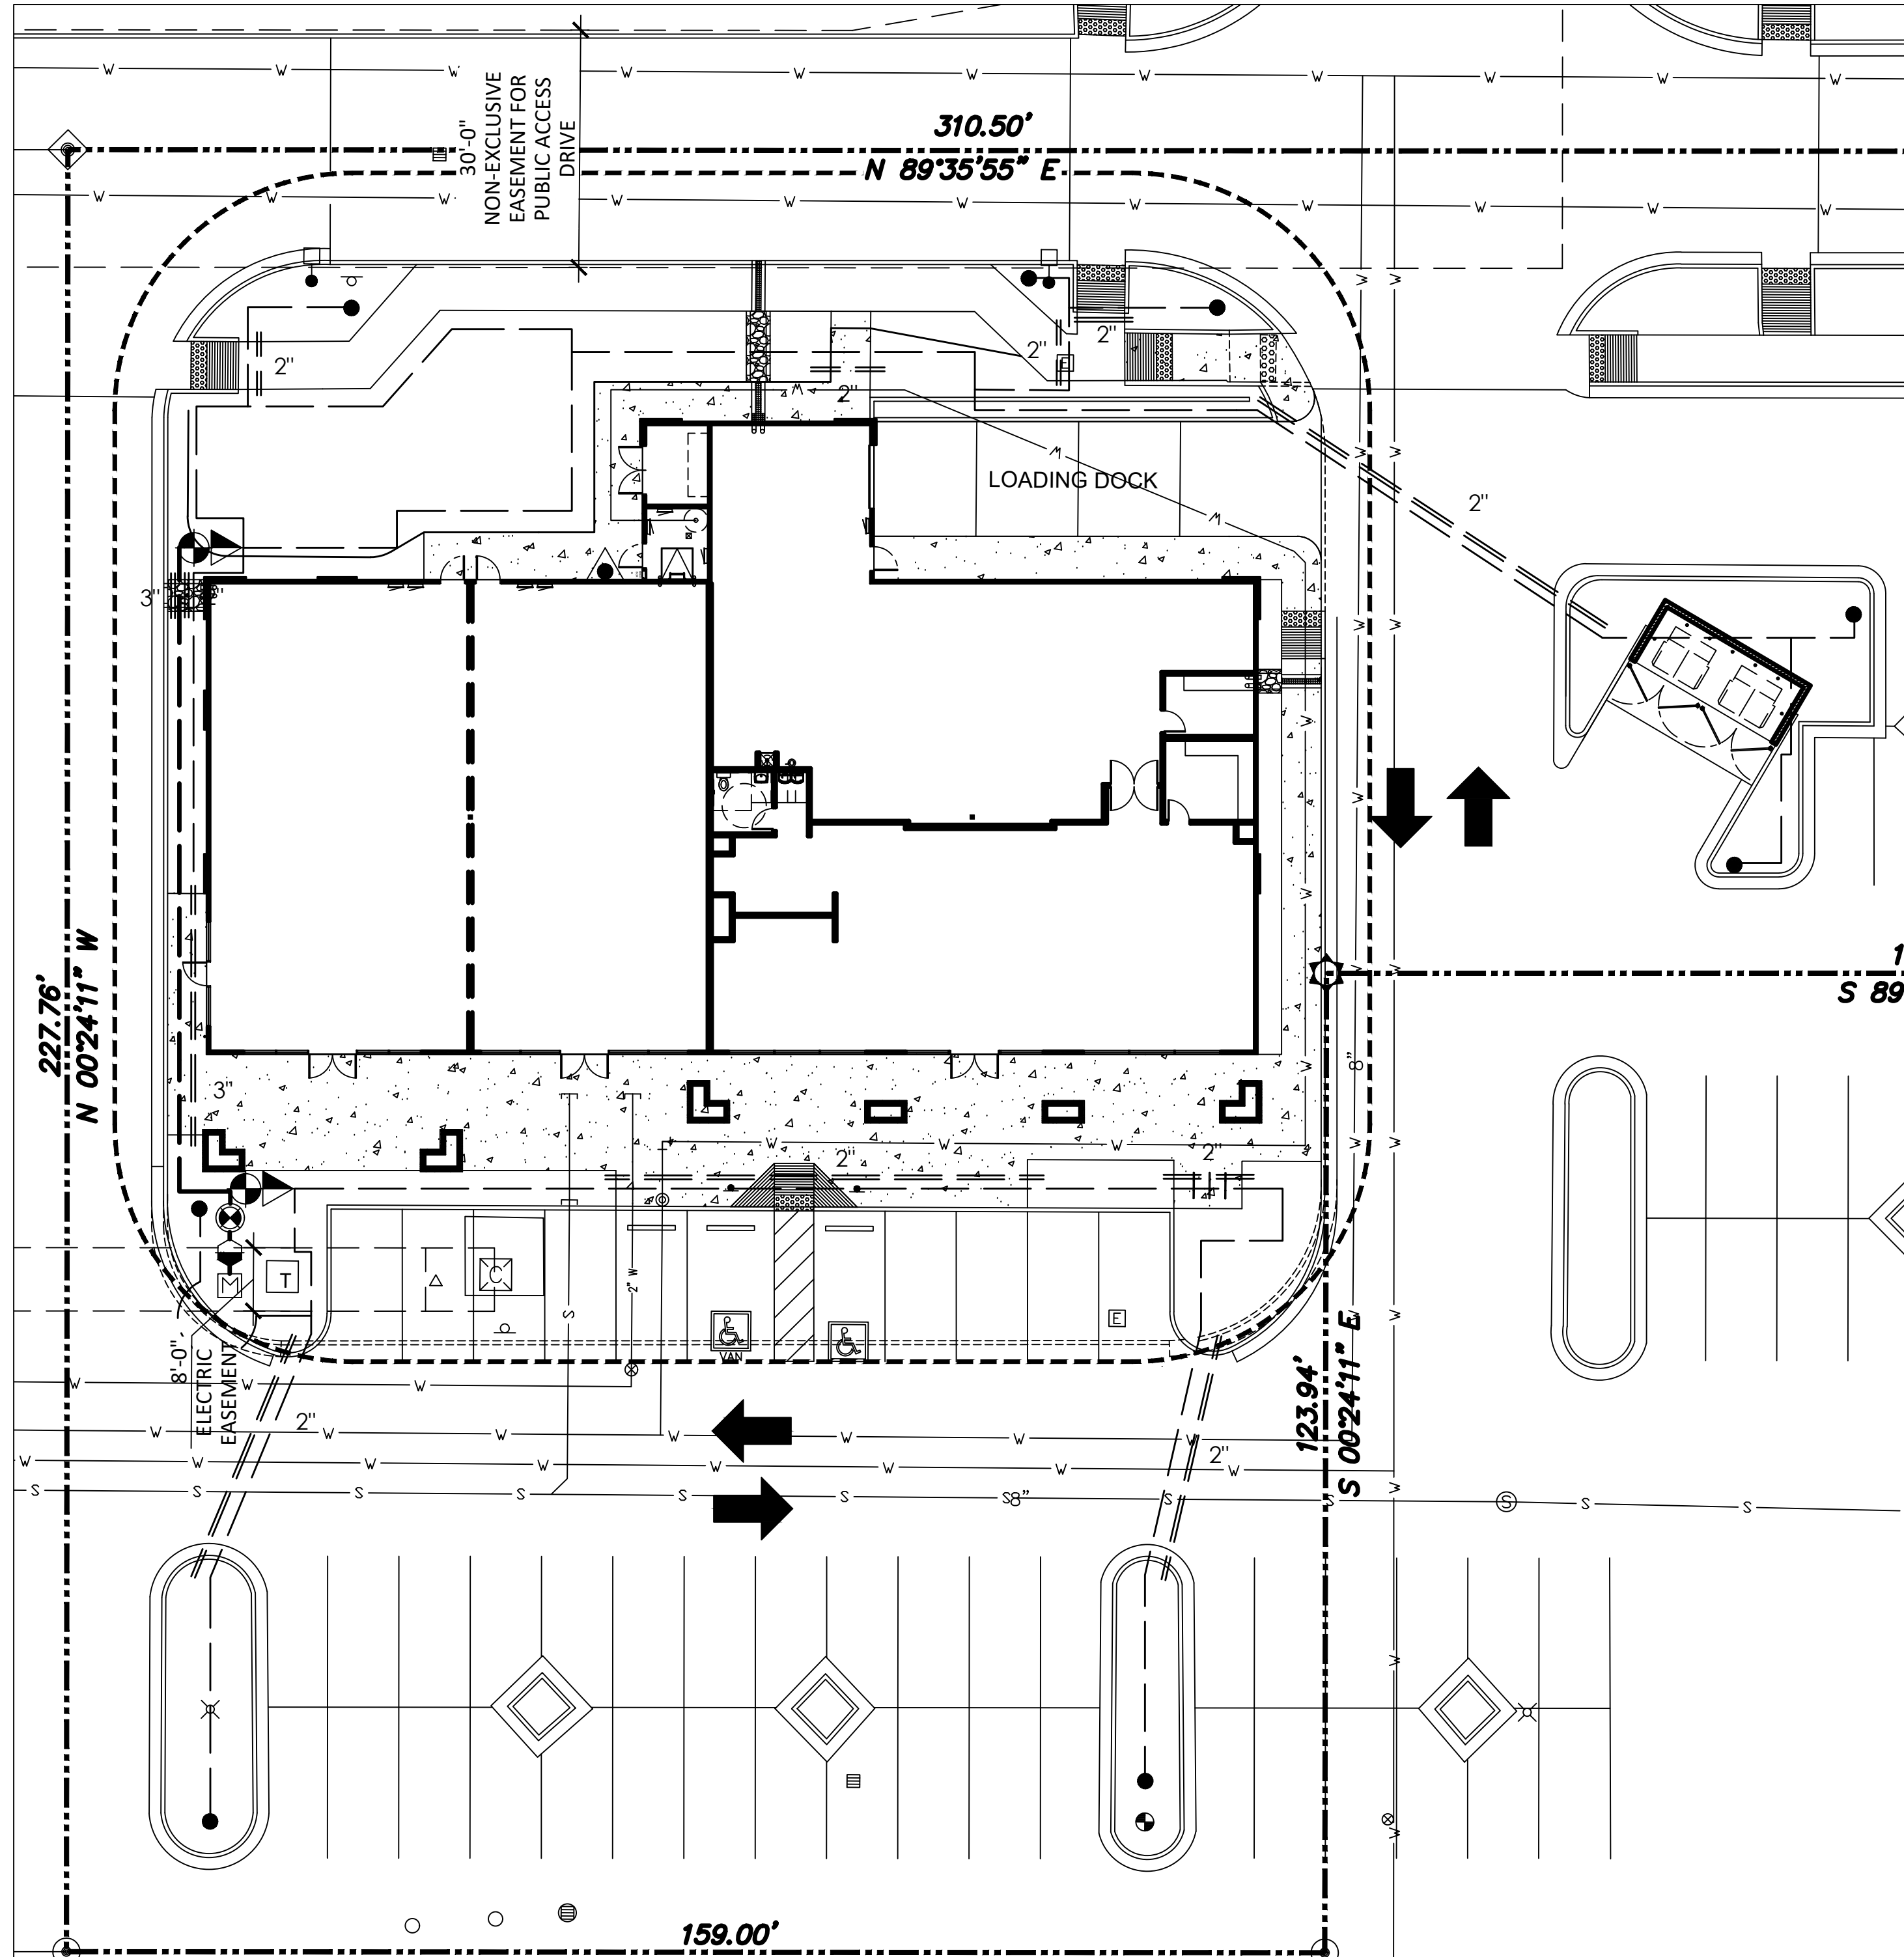 W W W W W W W W W W W
30'-0"
NON-EXCLUSIVE
EASEMENT FOR
PUBLIC ACCESS
DRIVE
310.50'
N 89°35'55" E
W W W W W W W W W W W
2"
2"
2"
2"
E
LOADING DOCK
2"
3"
227.76'
N 00°24'11" W
S 89
8"
3"
W W W
2"
2"
T
M
C
S
2" W
E
VAN
8'-0"
ELECTRIC
EASEMENT
2"
123.94'
S 00°24'11" E
W W W
W W W W W W W
2"
W W W W W W W W
S S S S S S8" S S S S S
159.00'